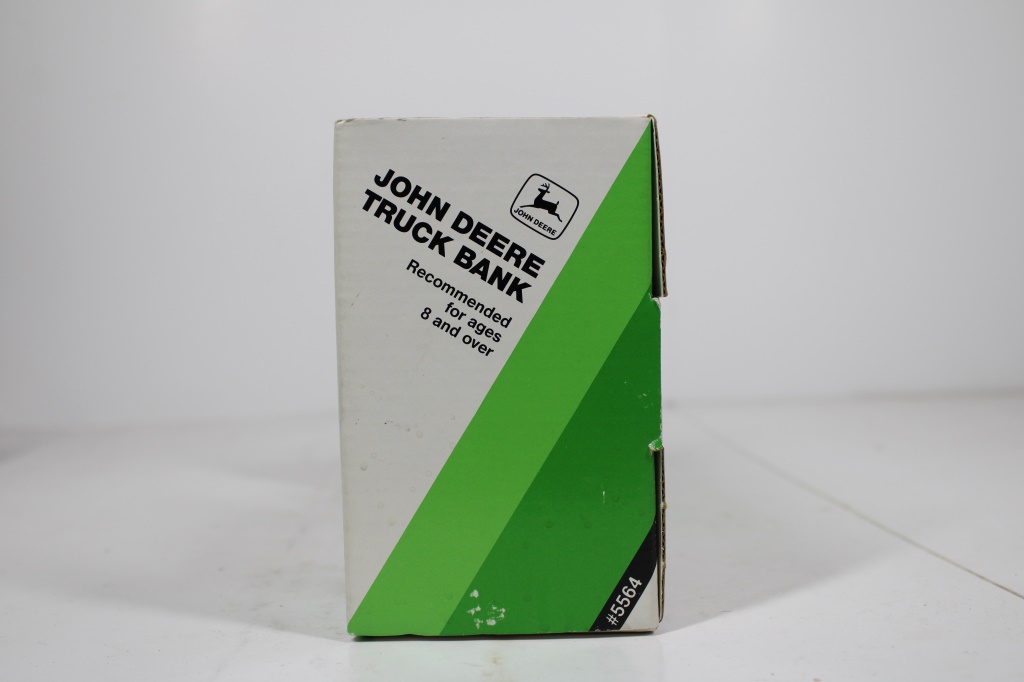 JOHN DEERE
JOHN DEERE
TRUCK BANK
Recommended
for ages
8 and over
#5564